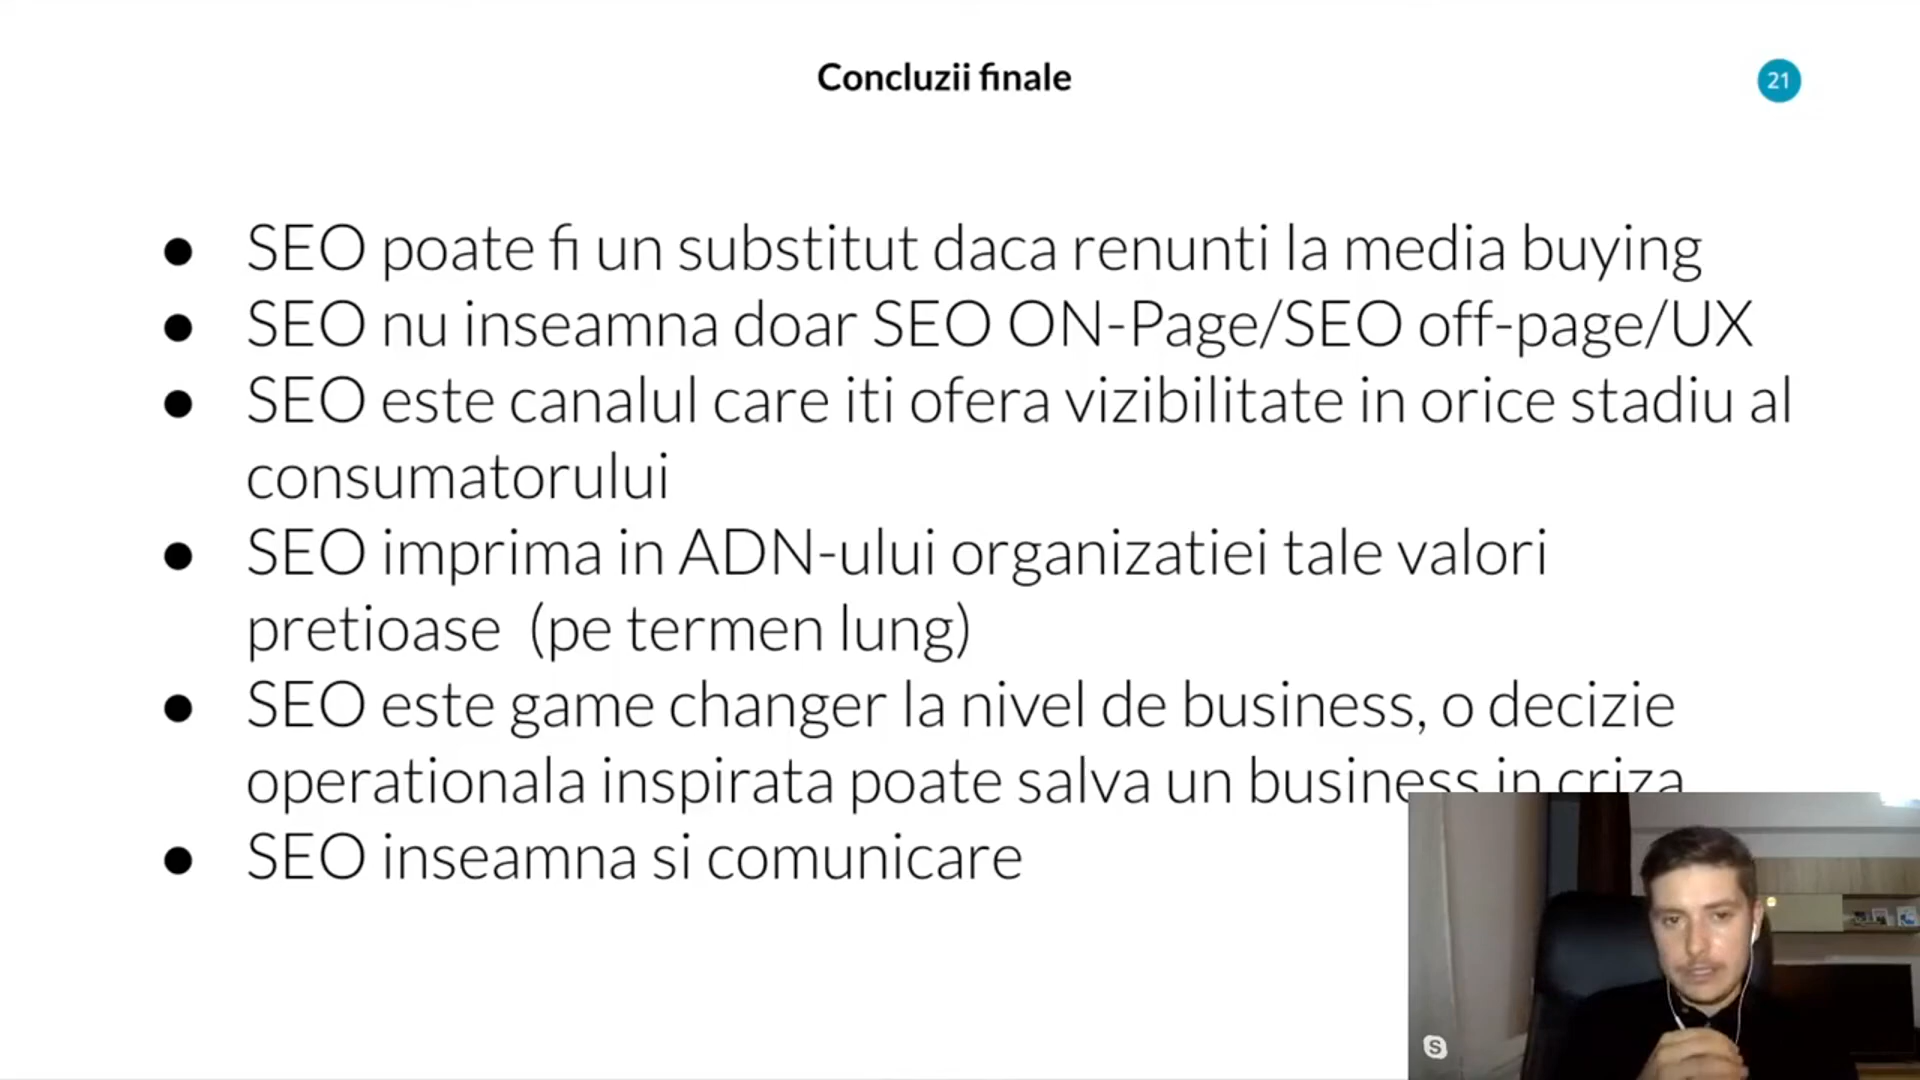 Concluzii finale
21
● SEO poate fi un substitut daca renunti la media buying
● SEO nu inseamna doar SEO ON-Page/SEO off-page/UX
● SEO este canalul care iti ofera vizibilitate in orice stadiu al
consumatorului
● SEO imprima in ADN-ului organizatiei tale valori
pretioase (pe termen lung)
● SEO este game changer la nivel de business, o decizie
operationala inspirata poate salva un business in criza
● SEO inseamna si comunicare